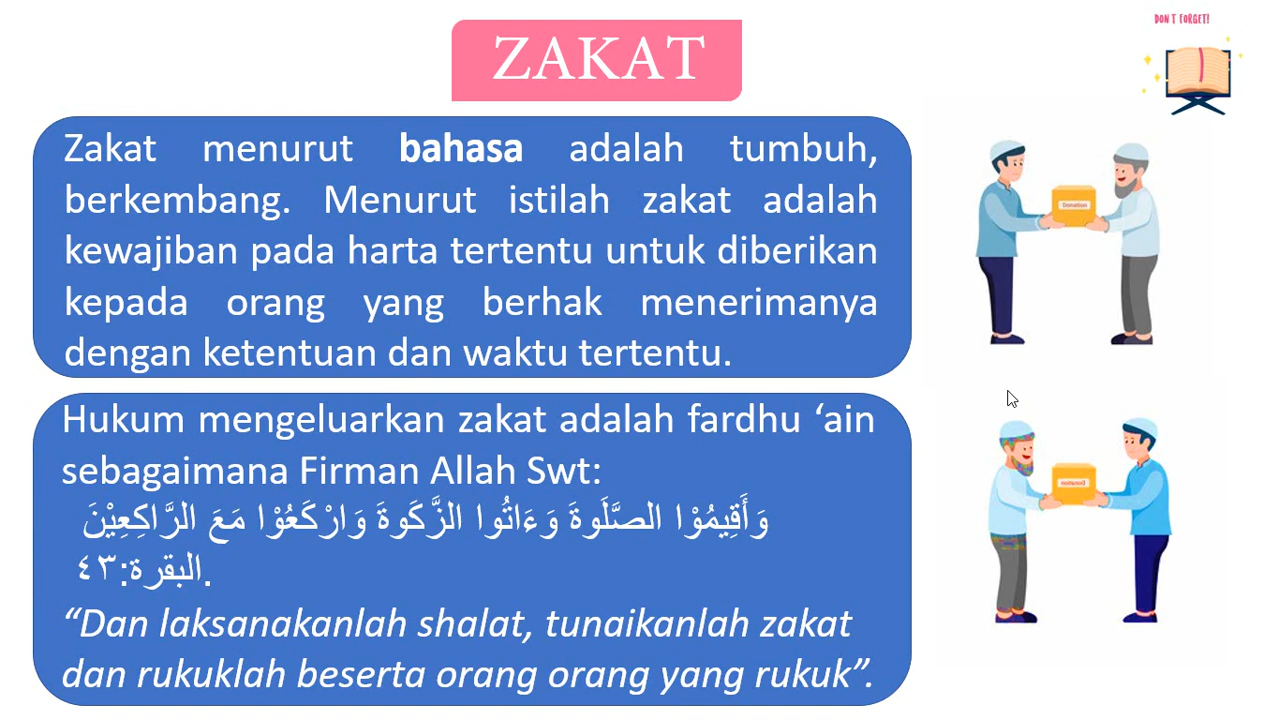 DON'T FORGET!
ZAKAT
Zakat menurut bahasa adalah tumbuh,
berkembang. Menurut istilah zakat adalah
kewajiban pada harta tertentu untuk diberikan
kepada orang yang berhak menerimanya
dengan ketentuan dan waktu tertentu.
Donation
Hukum mengeluarkan zakat adalah fardhu ‘ain
sebagaimana Firman Allah Swt:
وَأَقِيمُوْا الصَّلَوةَ وَءَاتُوا الزَّكَوةَ وَارْكَعُوْا مَعَ الرَّاكِعِيْنَ
البقرة:٤٣.
“Dan laksanakanlah shalat, tunaikanlah zakat
dan rukuklah beserta orang orang yang rukuk”.
Donation